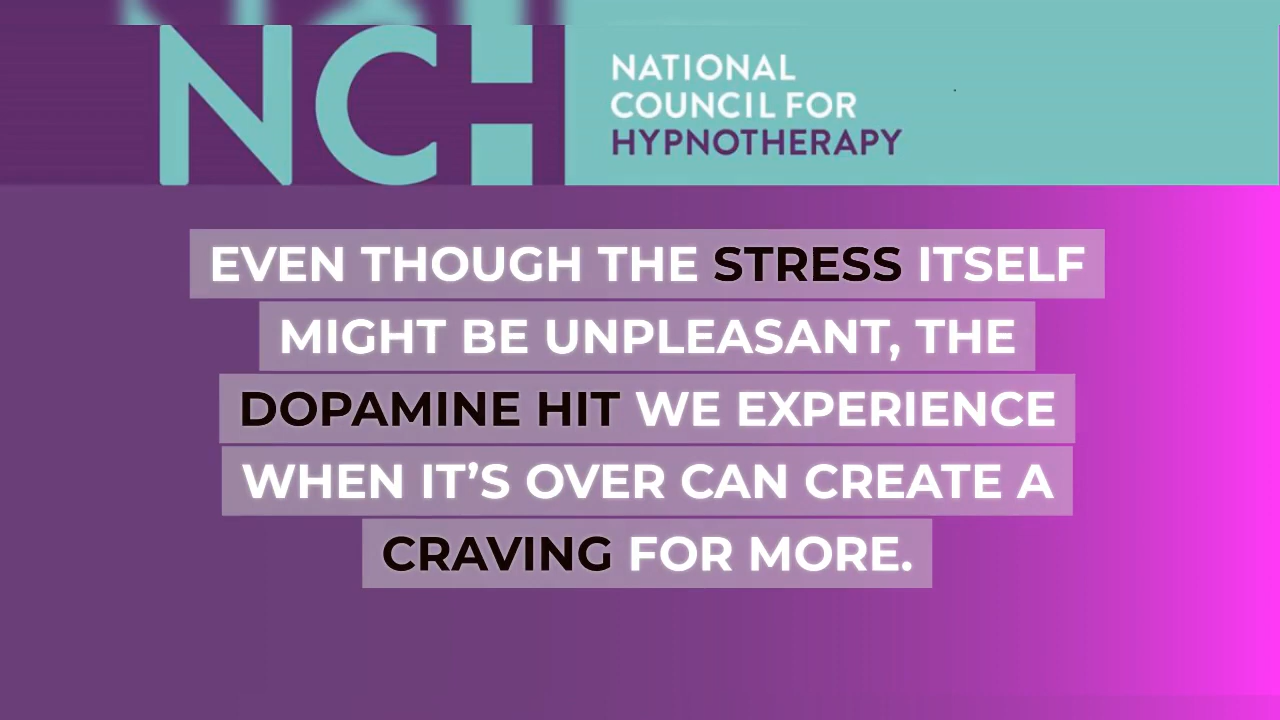 NCH
NATIONAL
COUNCIL FOR
HYPNOTHERAPY
EVEN THOUGH THE STRESS ITSELF
MIGHT BE UNPLEASANT, THE
DOPAMINE HIT WE EXPERIENCE
WHEN IT’S OVER CAN CREATE A
CRAVING FOR MORE.